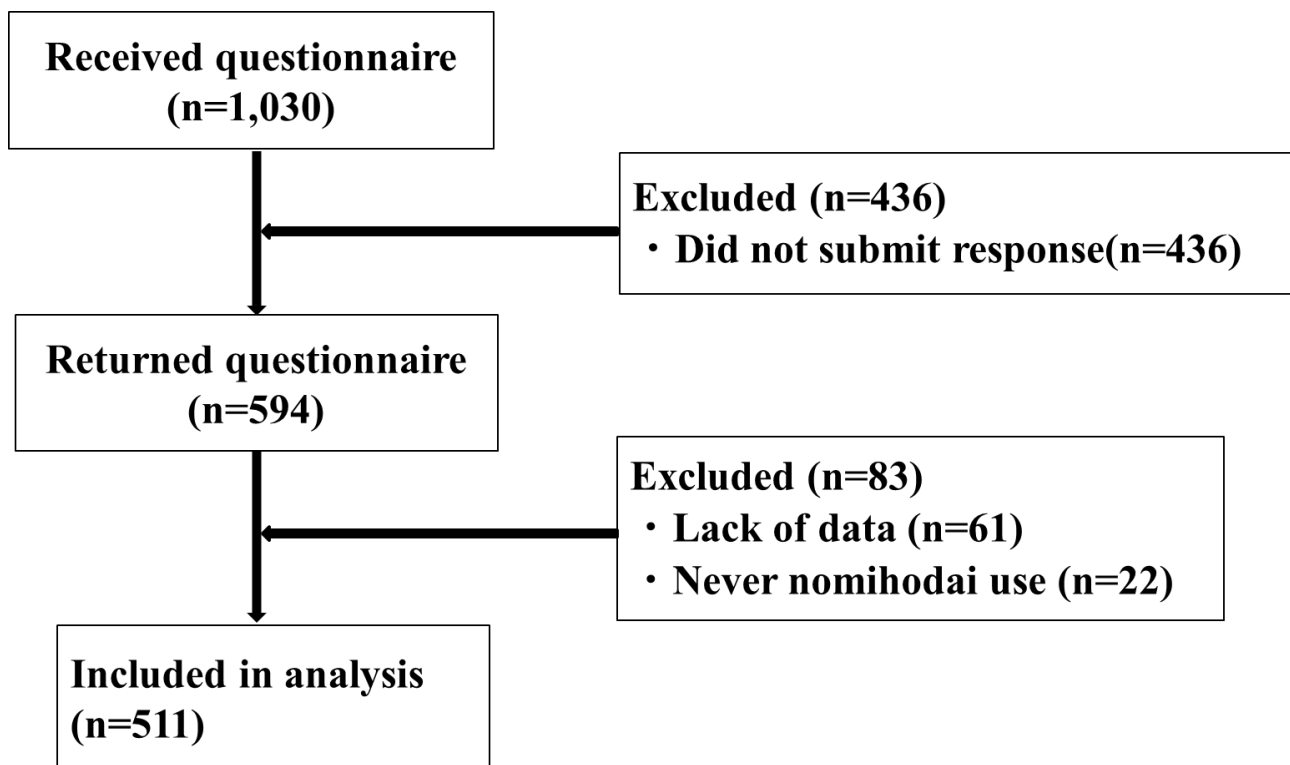 Received questionnaire
(n=1,030)
Excluded (n=436)
・Did not submit response(n=436)
Returned questionnaire
(n=594)
Excluded (n=83)
・Lack of data (n=61)
・Never nomihodai use (n=22)
Included in analysis
(n=511)